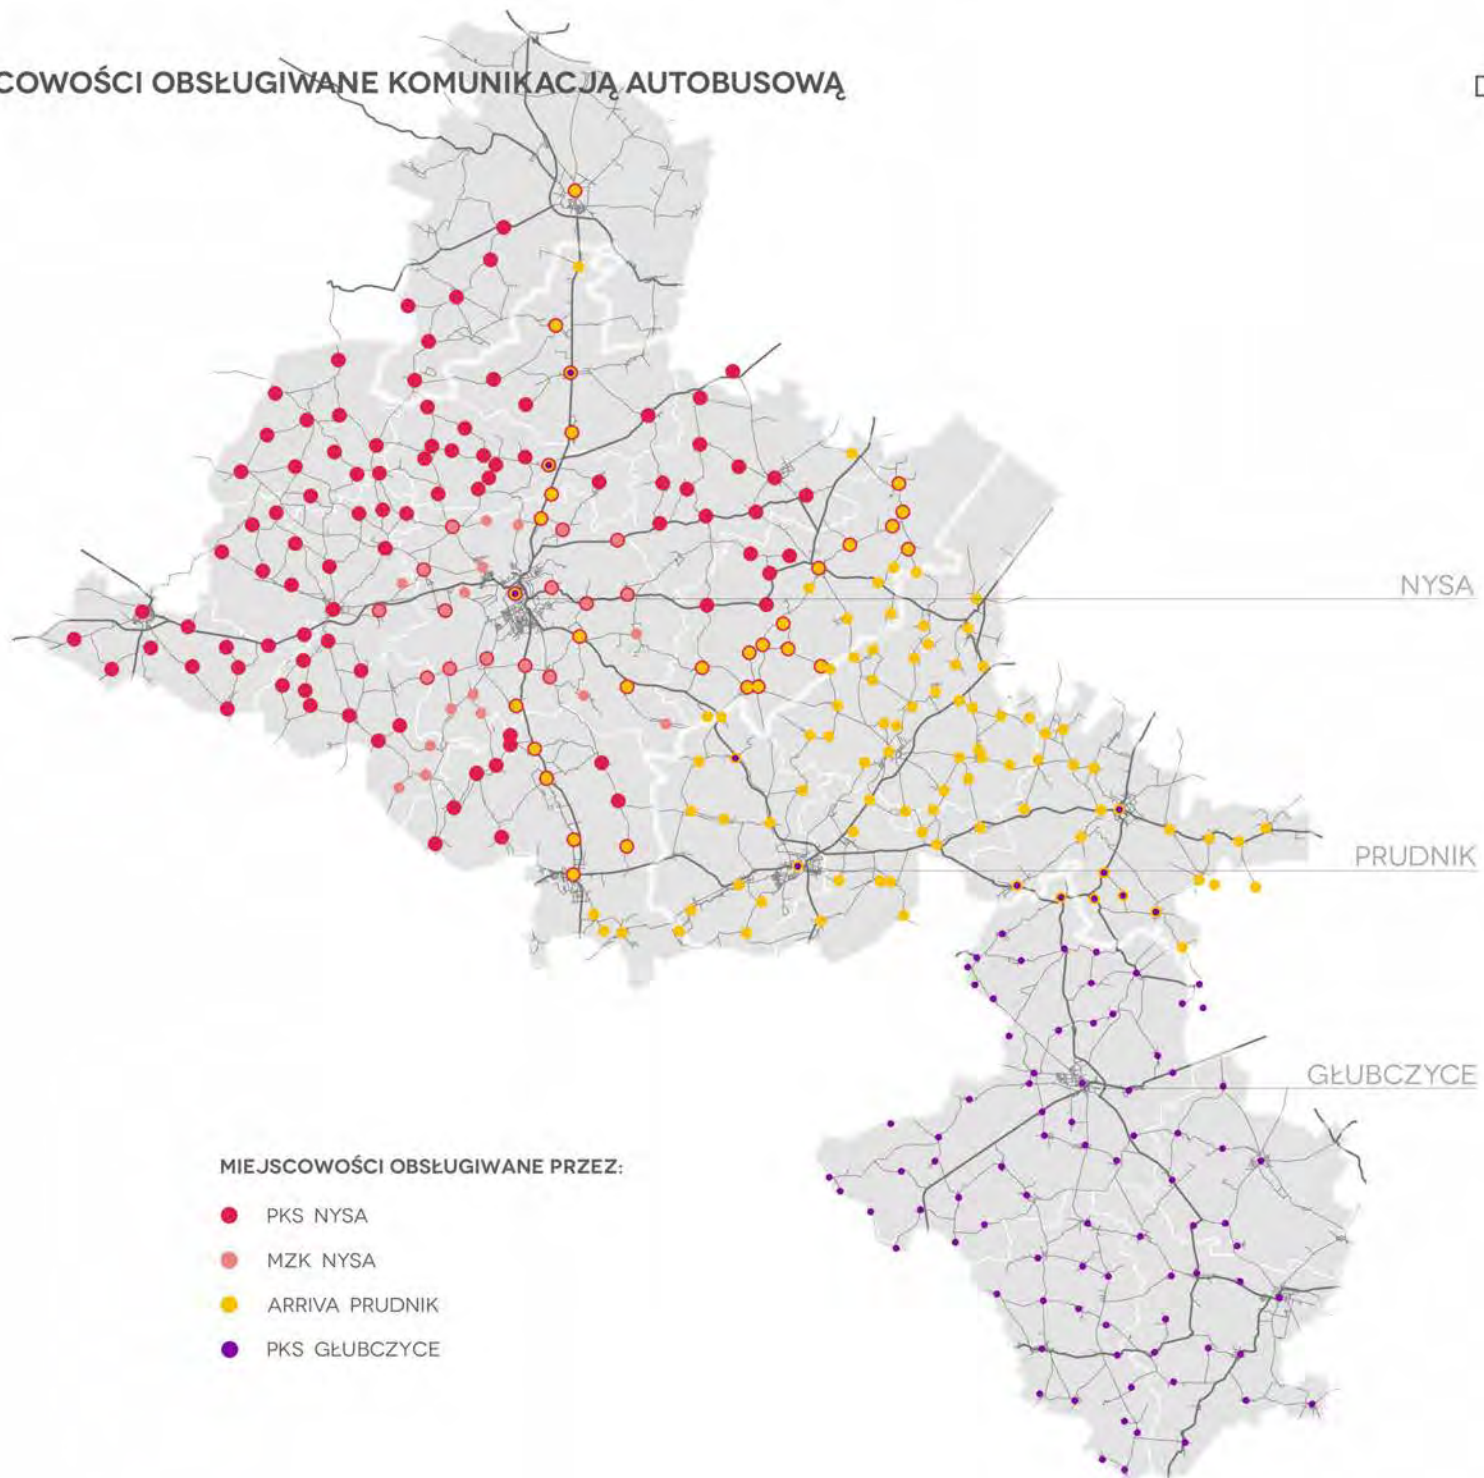 COWOŚCI OBSŁUGIWANE KOMUNIKACJĄ AUTOBUSOWĄ
NYSA
PRUDNIK
GŁUBCZYCE
MIEJSCOWOŚCI OBSŁUGIWANE PRZEZ:
PKS NYSA
MZK NYSA
ARRIVA PRUDNIK
PKS GŁUBCZYCE